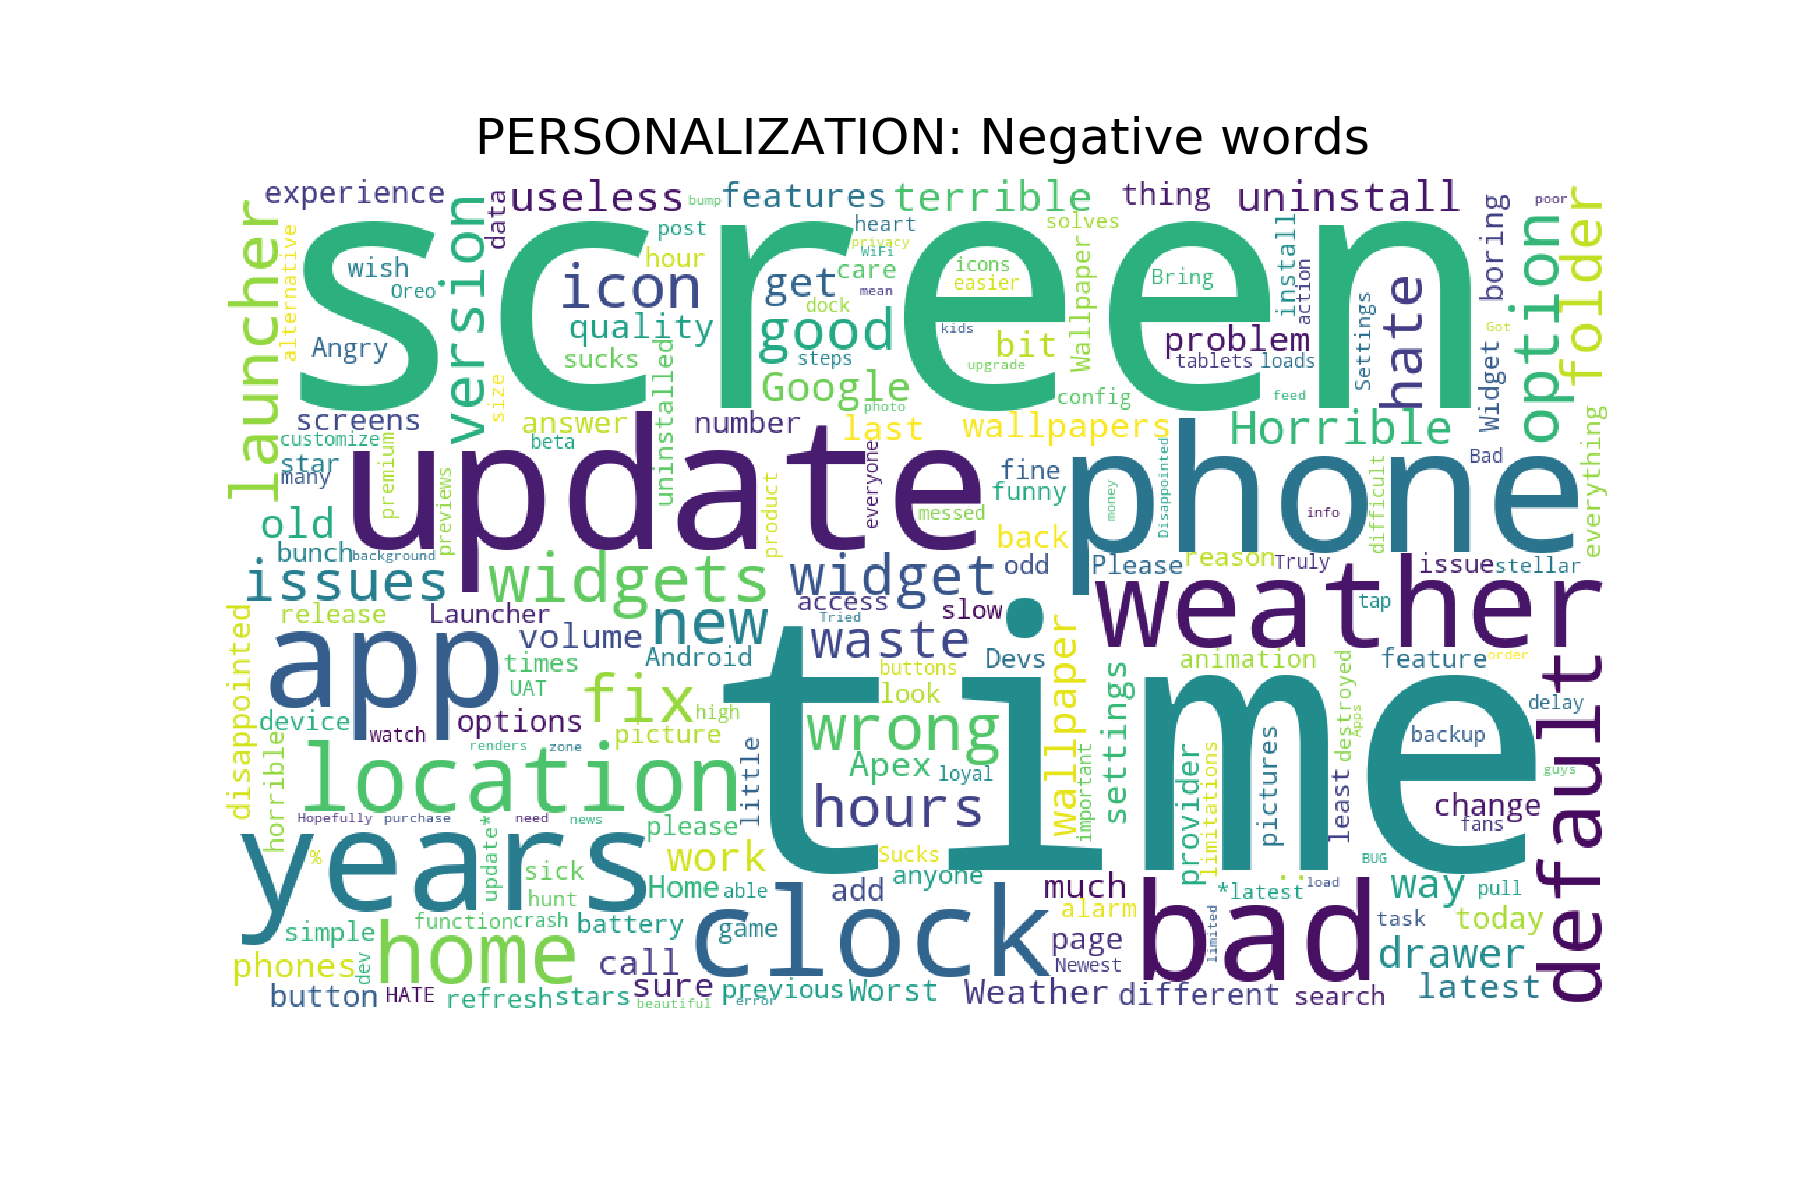 PERSONALIZATION: Negative words
experience
data
useless
bump
features
terrible
thing
uninstall
poor
launcher
alternative
version
screen
wish
Oreo
Angry
post
hour
icon
quality
sucks
uninstalled
size
heart
privacy
WiFi
care
get
mean
dock
good
steps
Google
photo
solves
icons
easier
kids
bit
upgrade
Wallpaper
config
Bring
install
action
problem
tablets
loads
feed
Settings
hate
boring
Widget
Got
option
folder
screens
customize
star
many
premium
previews
answer
beta
number
last
wallpapers
Horrible
Bad
everything
update
phone
product
everyone
fine
funny
messed
money
Disappointed
info
difficult
old
bunch
background
back
issues
widgets
widget
odd
Please
reason
Truly
issue
stellar
weather
release
Launcher
volume
new
access
Tried
slow
waste
tap
disappointed
app
times
UAT
Android
fix
high
options
picture
device
watch
buttons
look
wrong
Devs
wallpaper
settings
animation
destroyed
Apps
feature
order
delay
backup
default
time
horrible
location
renders
zone
little
Apex
loyal
hours
important
provider
limitations
pictures
least
guys
change
fans
Hopefully
purchase
need
news
please
years
%
update*
sick
hunt
work
Sucks
anyone
BUG
Home
able
add
much
*latest
..
load
way
pull
function
crash
simple
battery
game
clock
alarm
page
Newest
bad
limited
task
today
phones
dev
home
call
drawer
button
HATE
refresh
stars
sure
beautiful
previous
error
Worst
Weather
different
search
latest